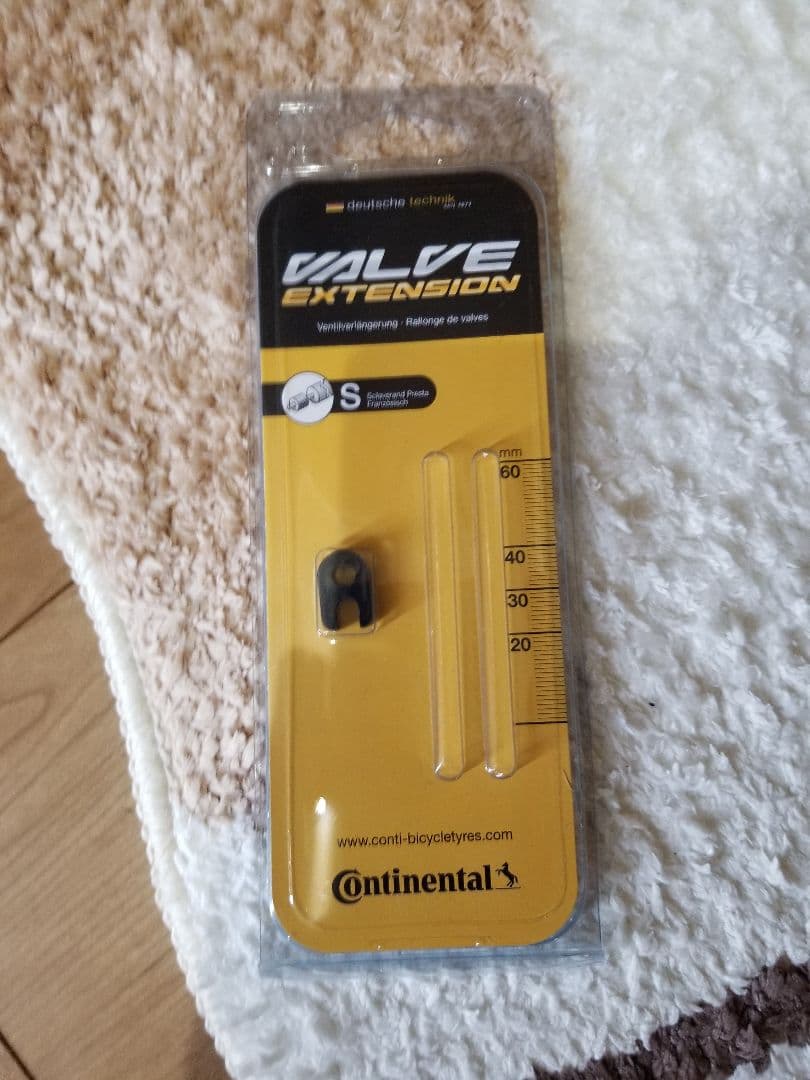 deutsche technik
VALVE
EXTENSION
Ventilverlängerung · Rallonge de valves
S
Sclaverand Presta
Französisch
mm
60
40
30
20
www.conti-bicycletyres.com
Continental